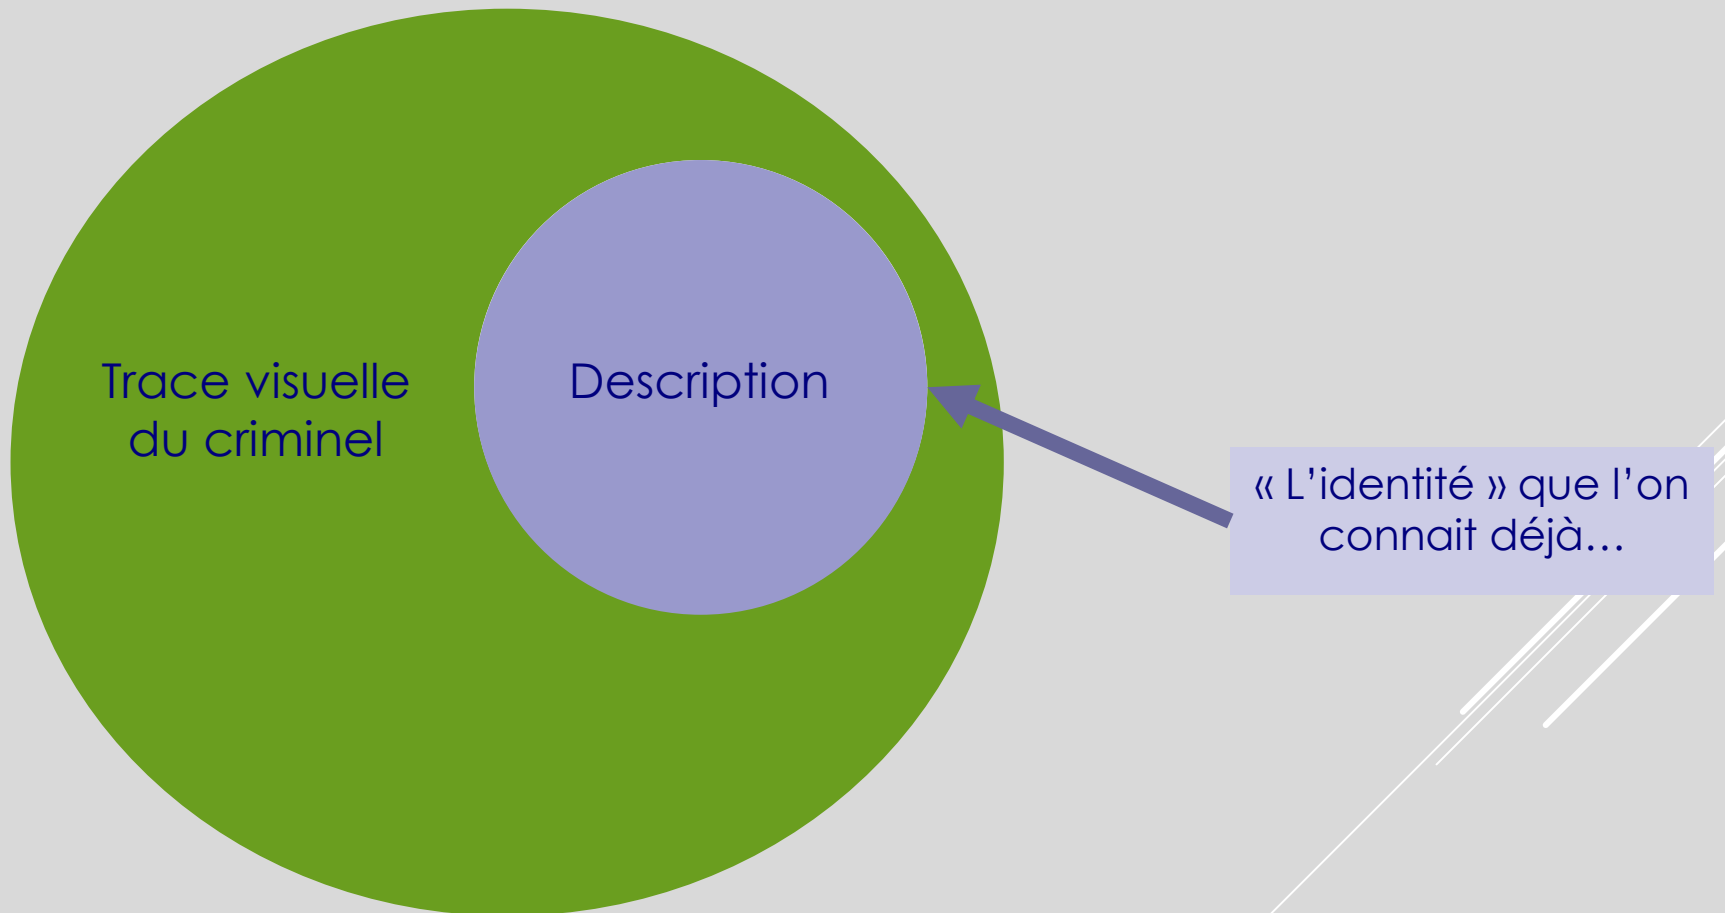 Trace visuelle
du criminel
Description
« L’identité » que l’on
connait déjà…